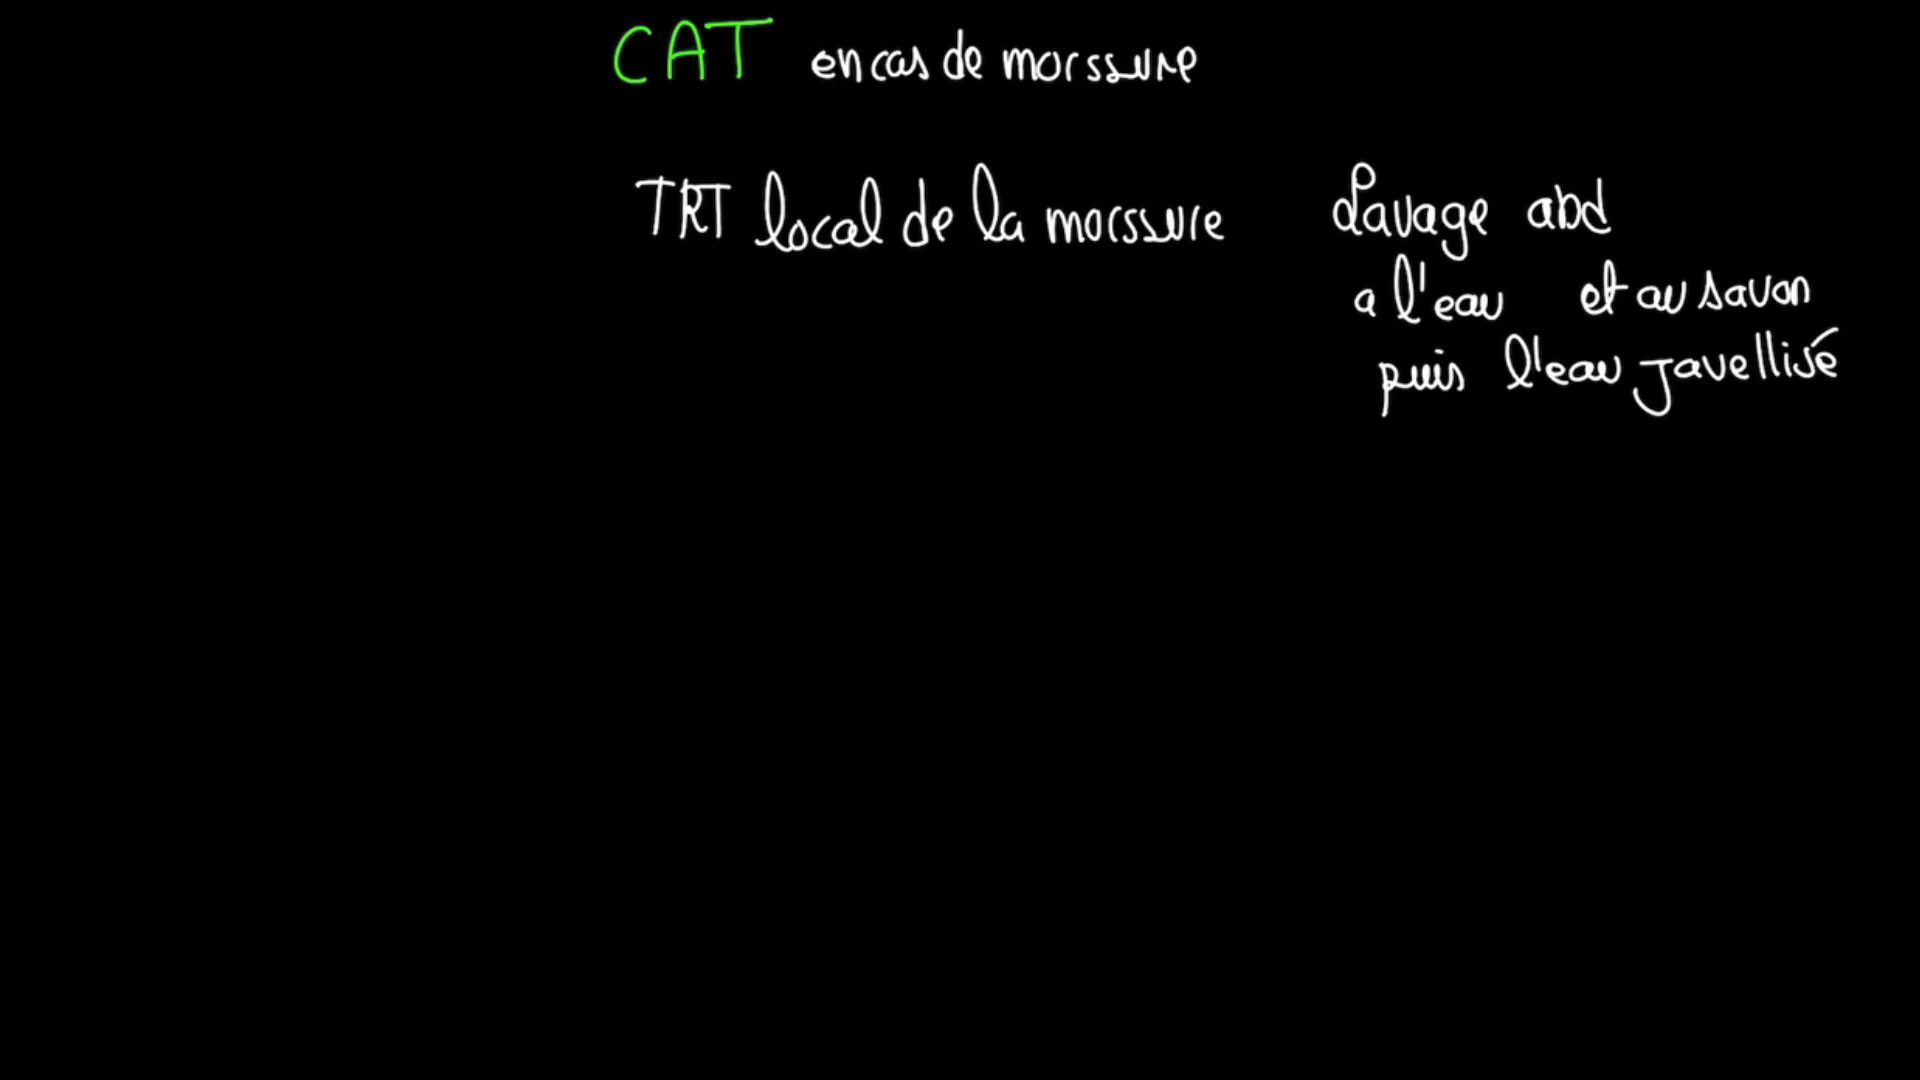 CAT en cas de morssure
TRT local de la morssure
Lavage abd
a l'eau et au savon
puis l'eau Javellisé